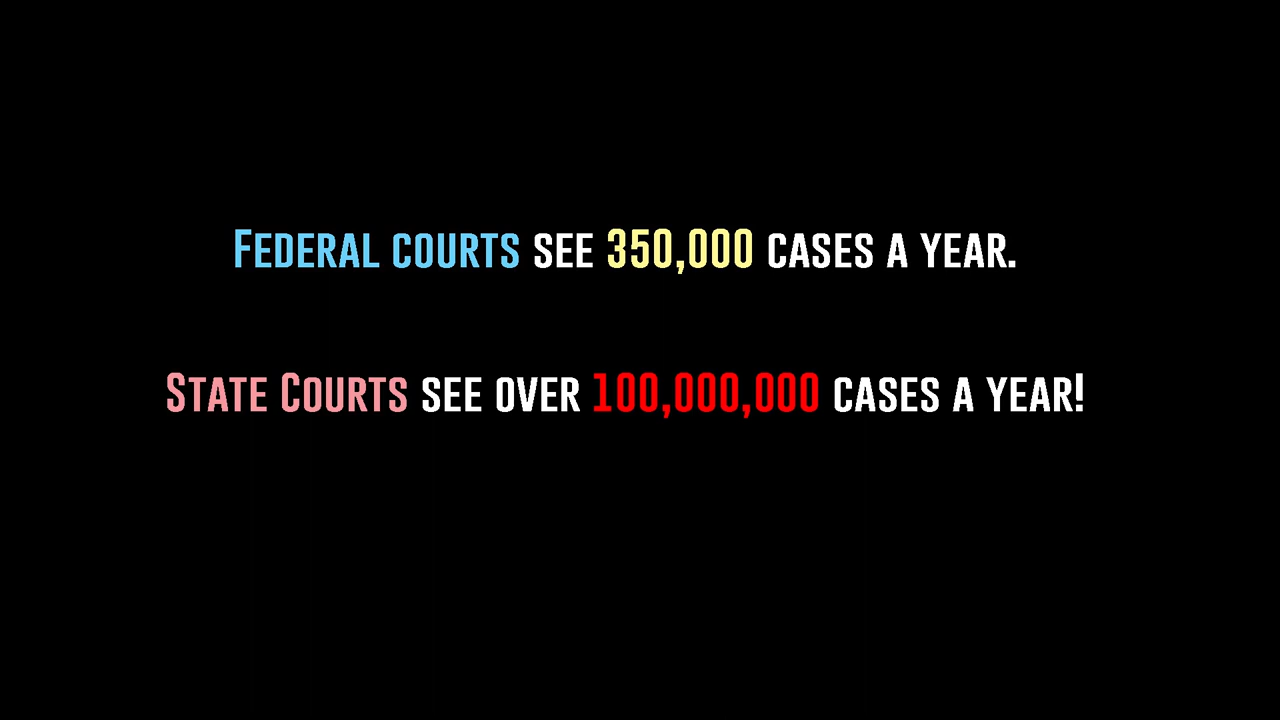 Federal courts see 350,000 cases a year.
State Courts see over 100,000,000 cases a year!